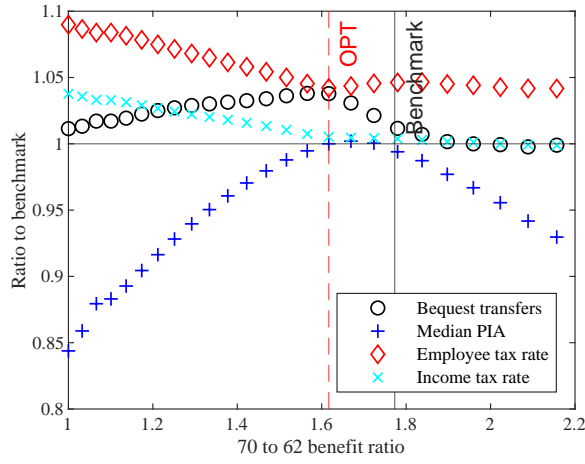 1.1
1.05
1
0.95
0.9
0.85
0.8
Ratio to benchmark
OPT
Benchmark
Bequest transfers
Median PIA
Employee tax rate
Income tax rate
1
1.2
1.4
1.6
1.8
2
2.2
70 to 62 benefit ratio